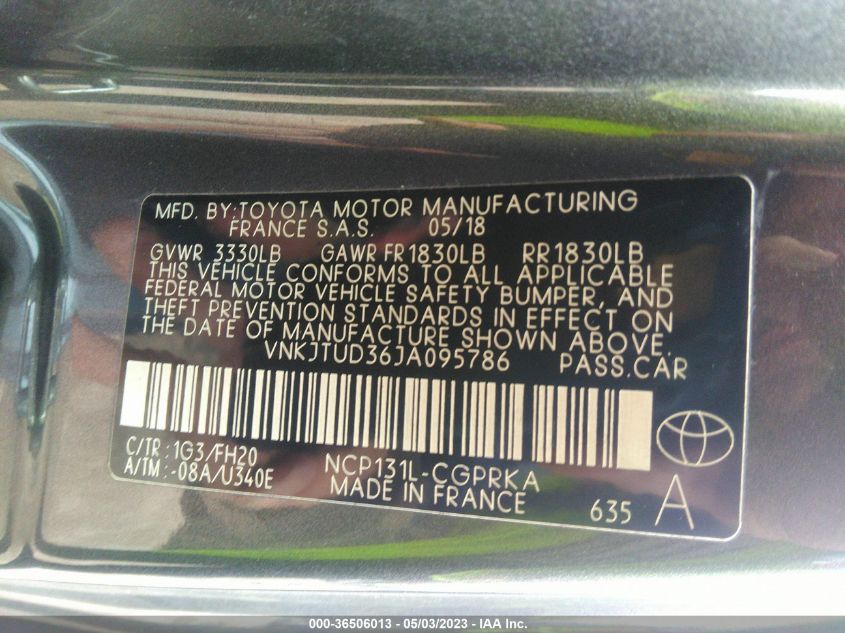 MFD. BY:TOYOTA MOTOR MANUFACTURING
FRANCE S.A.S. 05/18
GVWR 3330LB GAWR FR1830LB RR1830LB
THIS VEHICLE CONFORMS TO ALL APPLICABLE
FEDERAL MOTOR VEHICLE SAFETY BUMPER, AND
THEFT PREVENTION STANDARDS IN EFFECT ON
THE DATE OF MANUFACTURE SHOWN ABOVE.
VNKJTUD36JA095786 PASS.CAR
C/TR :1G3/FH20
A/TM:-08A/U340E
NCP131L-CGPRKA
MADE IN FRANCE
635 A
000-36506013 - 05/03/2023 - IAA Inc.